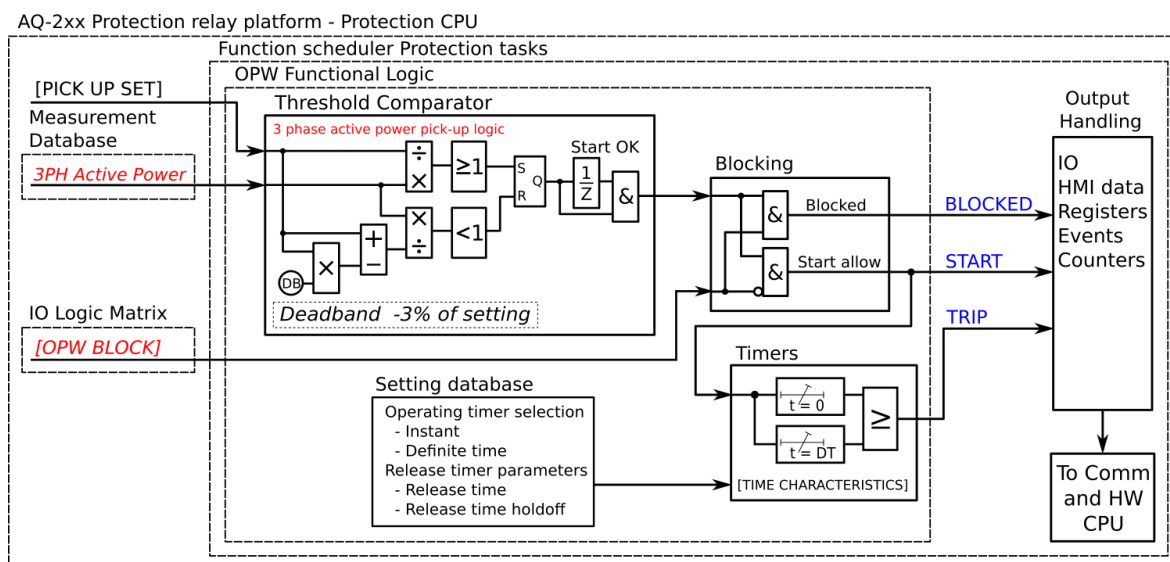 AQ-2xx Protection relay platform - Protection CPU
Function scheduler Protection tasks
OPW Functional Logic
[PICK UP SET]
Measurement
Database
3PH Active Power
Threshold Comparator
3 phase active power pick-up logic
÷
×
≥1
S
R
Q
Start OK
1
Z
&
×
÷
<1
+
−
×
DB
Deadband -3% of setting
Blocking
&
Blocked
&
Start allow
BLOCKED
START
TRIP
Output
Handling
IO
HMI data
Registers
Events
Counters
IO Logic Matrix
[OPW BLOCK]
Setting database
Operating timer selection
- Instant
- Definite time
Release timer parameters
- Release time
- Release time holdoff
Timers
t = 0
t = DT
≥
[TIME CHARACTERISTICS]
To Comm
and HW
CPU